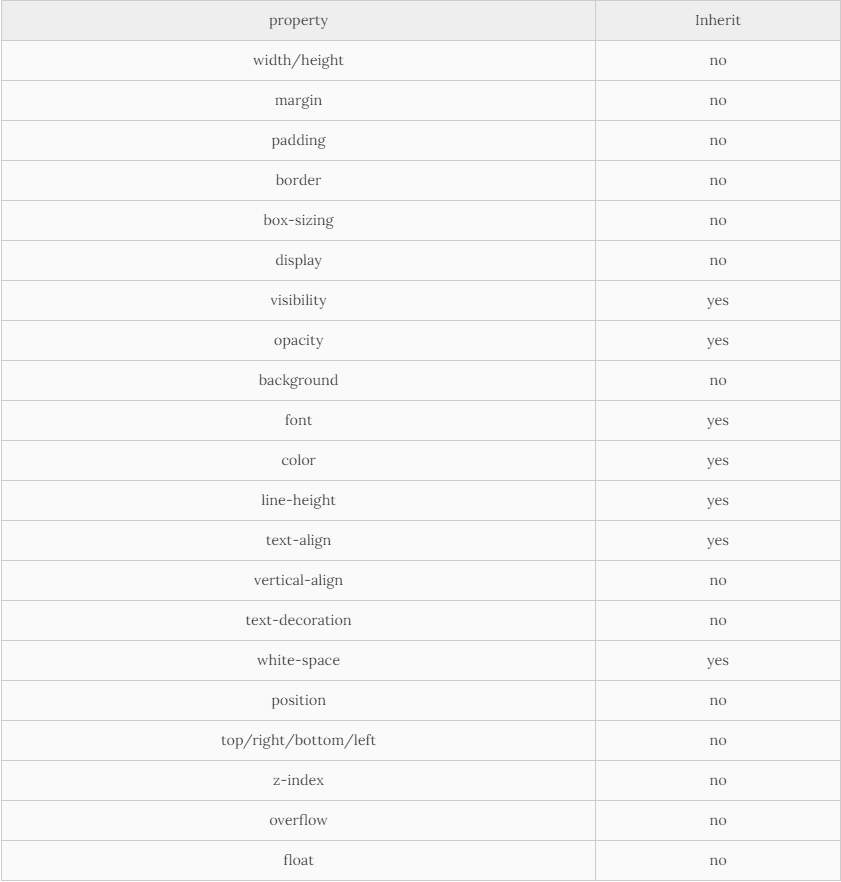 property Inherit
width/height no
margin no
padding no
border no
box-sizing no
display no
visibility yes
opacity yes
background no
font yes
color yes
line-height yes
text-align yes
vertical-align no
text-decoration no
white-space yes
position no
top/right/bottom/left no
z-index no
overflow no
float no